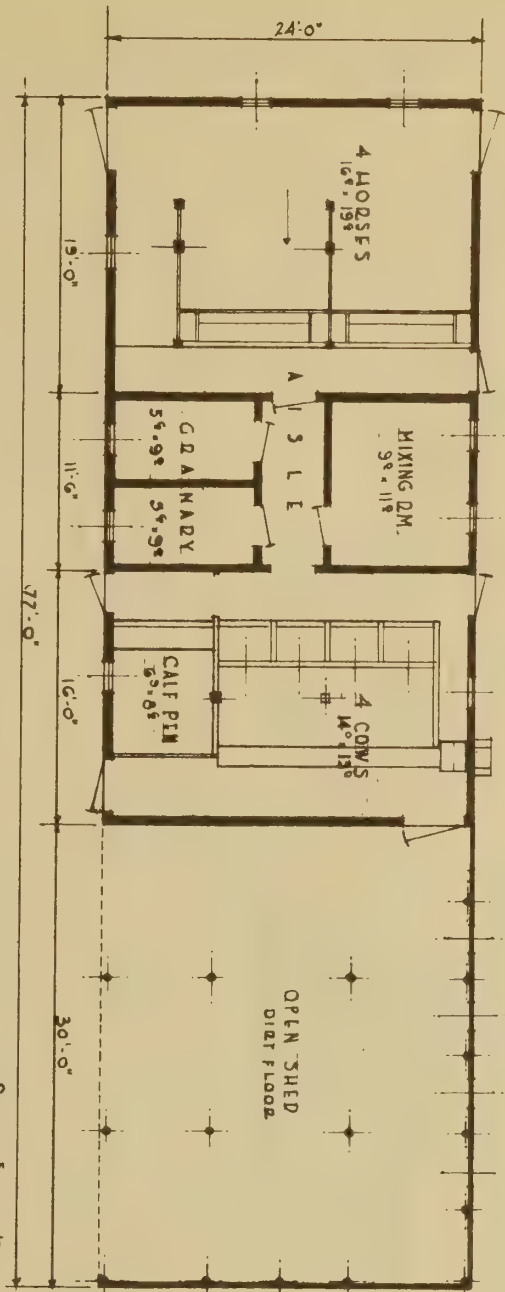 24'-0"
4 HORSES
AISLE
GRANARY
MIXING RM.
CALF PEN
4 COWS
OPEN SHED
DIRT FLOOR
19'-0"
11'-6"
16'-0"
30'-0"
77'-0"